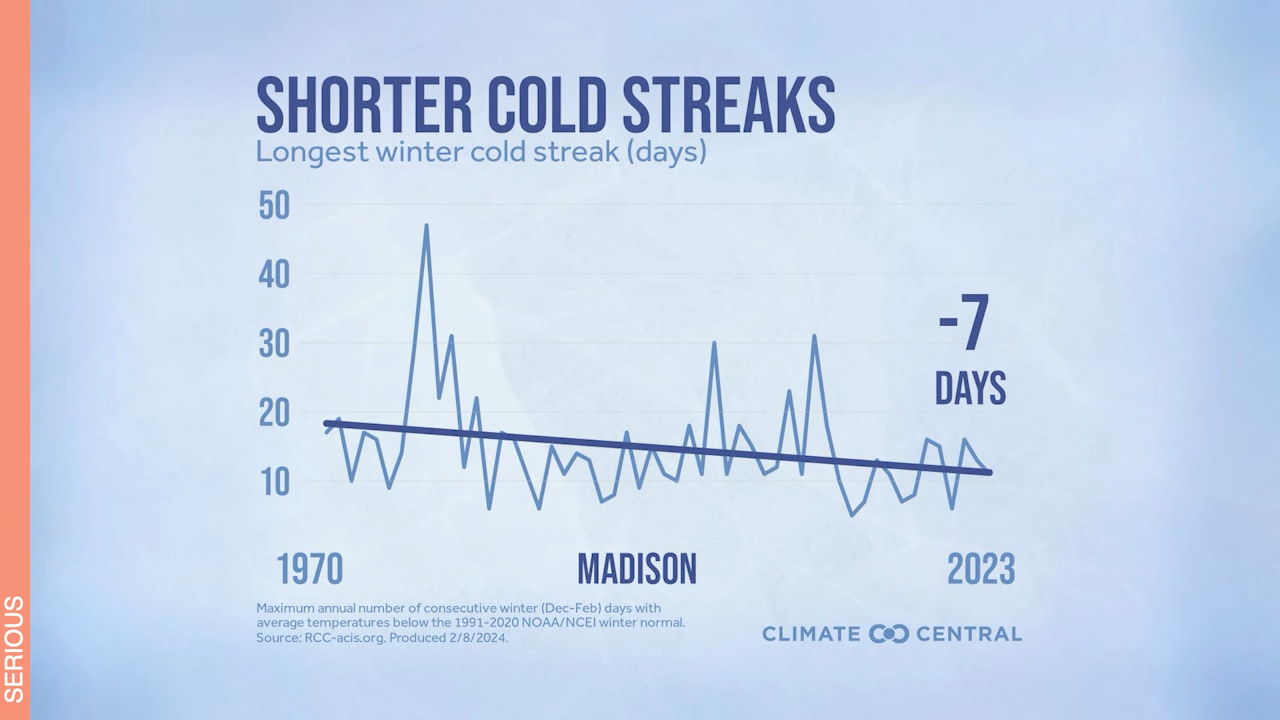 SHORTER COLD STREAKS
Longest winter cold streak (days)
50
40
30
20
10
-7
DAYS
1970
MADISON
2023
Maximum annual number of consecutive winter (Dec-Feb) days with
average temperatures below the 1991-2020 NOAA/NCEI winter normal.
Source: RCC-acis.org. Produced 2/8/2024.
CLIMATE CENTRAL
SERIOUS